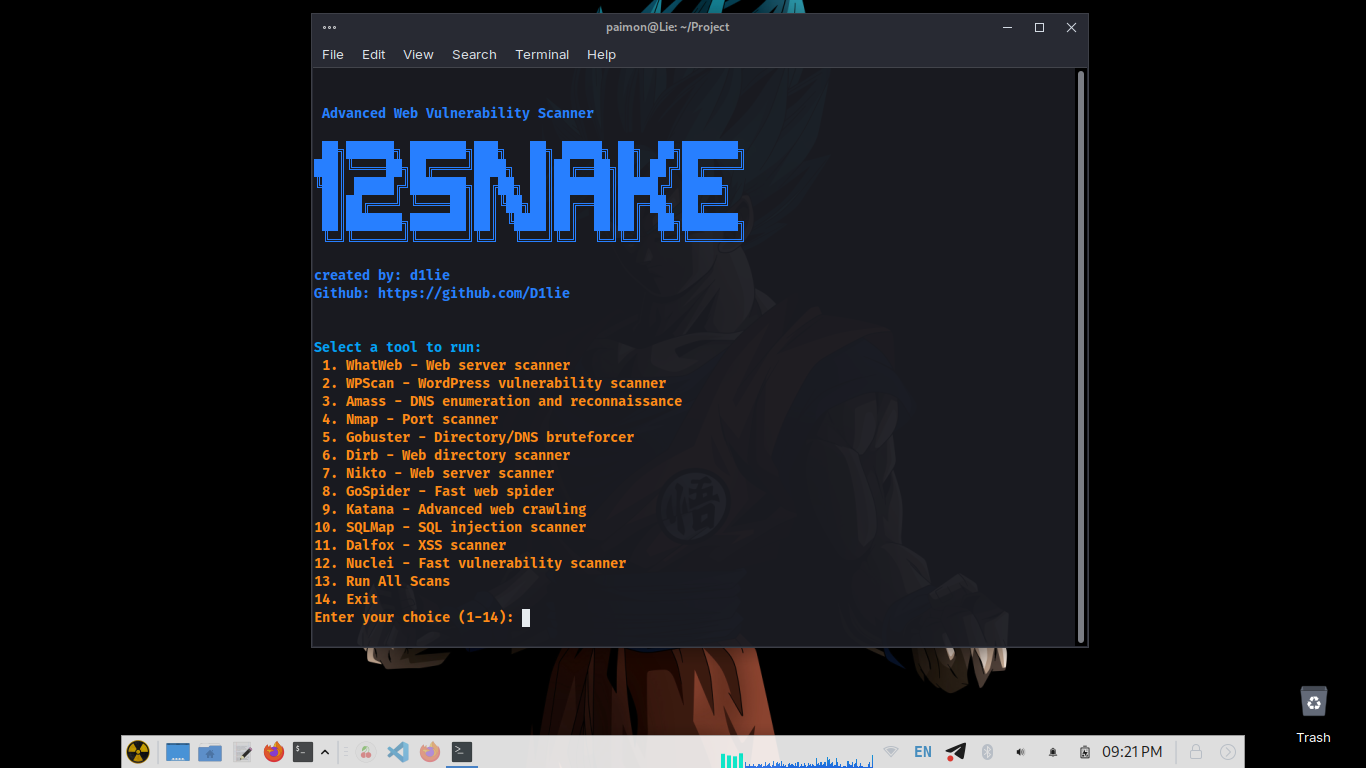 paimon@Lie: ~/Project
File Edit View Search Terminal Help
Advanced Web Vulnerability Scanner
12SNAKE
created by: d1lie
Github: https://github.com/D1lie
Select a tool to run:
1. WhatWeb - Web server scanner
2. WPScan - WordPress vulnerability scanner
3. Amass - DNS enumeration and reconnaissance
4. Nmap - Port scanner
5. Gobuster - Directory/DNS bruteforcer
6. Dirb - Web directory scanner
7. Nikto - Web server scanner
8. GoSpider - Fast web spider
9. Katana - Advanced web crawling
10. SQLMap - SQL injection scanner
11. Dalfox - XSS scanner
12. Nuclei - Fast vulnerability scanner
13. Run All Scans
14. Exit
Enter your choice (1-14):
悟
Trash
EN 09:21 PM